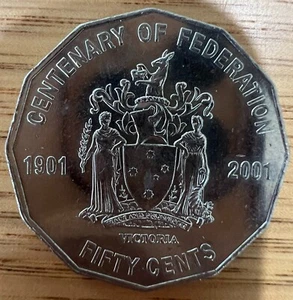 CENTENARY OF FEDERATION
1901 2001
VICTORIA
FIFTY CENTS